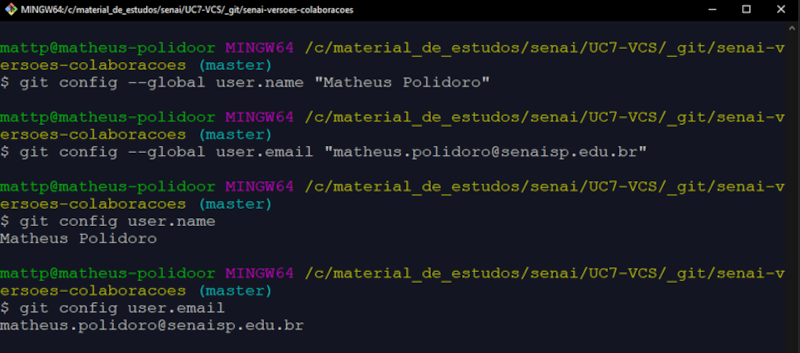 MINGW64:/c/material_de_estudos/senai/UC7-VCS/_git/senai-versoes-colaboracoes
mattp@matheus-polidoor MINGW64 /c/material_de_estudos/senai/UC7-VCS/_git/senai-v
ersoes-colaboracoes (master)
$ git config --global user.name "Matheus Polidoro"
mattp@matheus-polidoor MINGW64 /c/material_de_estudos/senai/UC7-VCS/_git/senai-v
ersoes-colaboracoes (master)
$ git config --global user.email "matheus.polidoro@senaisp.edu.br"
mattp@matheus-polidoor MINGW64 /c/material_de_estudos/senai/UC7-VCS/_git/senai-v
ersoes-colaboracoes (master)
$ git config user.name
Matheus Polidoro
mattp@matheus-polidoor MINGW64 /c/material_de_estudos/senai/UC7-VCS/_git/senai-v
ersoes-colaboracoes (master)
$ git config user.email
matheus.polidoro@senaisp.edu.br